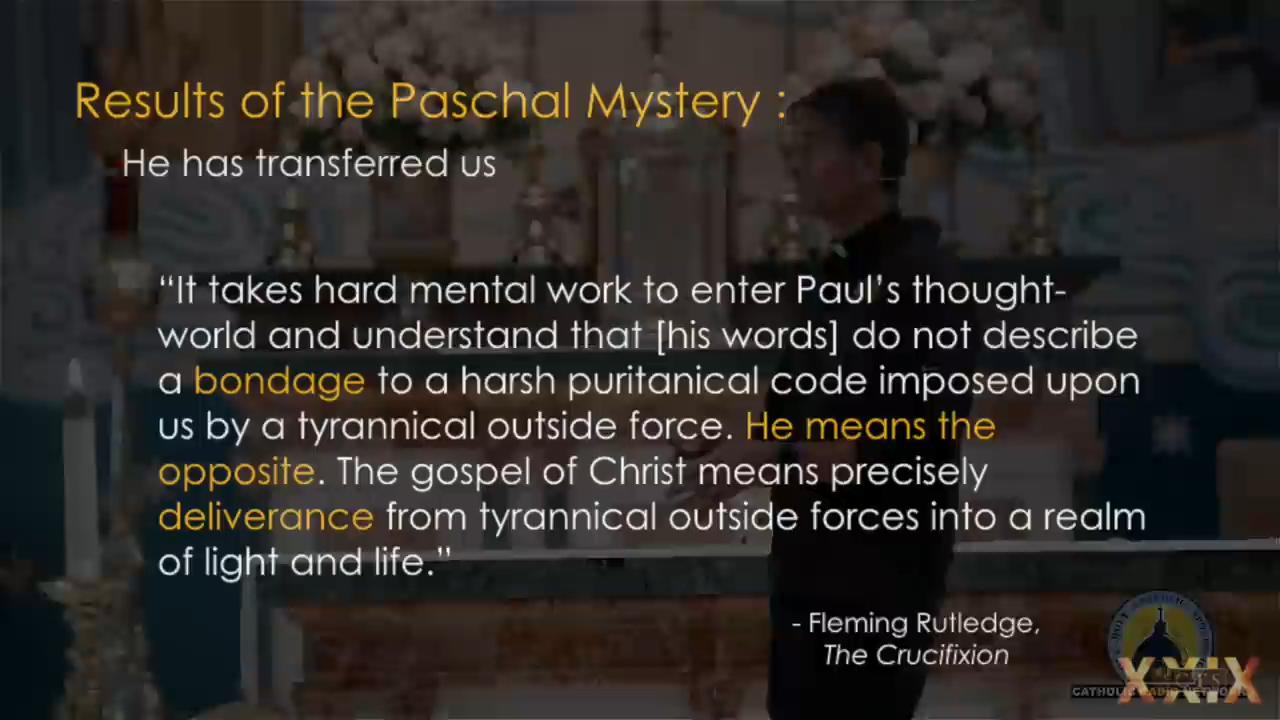 Results of the Paschal Mystery :
He has transferred us
“It takes hard mental work to enter Paul’s thought-
world and understand that [his words] do not describe
a bondage to a harsh puritanical code imposed upon
us by a tyrannical outside force. He means the
opposite. The gospel of Christ means precisely
deliverance from tyrannical outside forces into a realm
of light and life.”
- Fleming Rutledge,
The Crucifixion
XXIX
CATHOLIC RADIO NETWORK